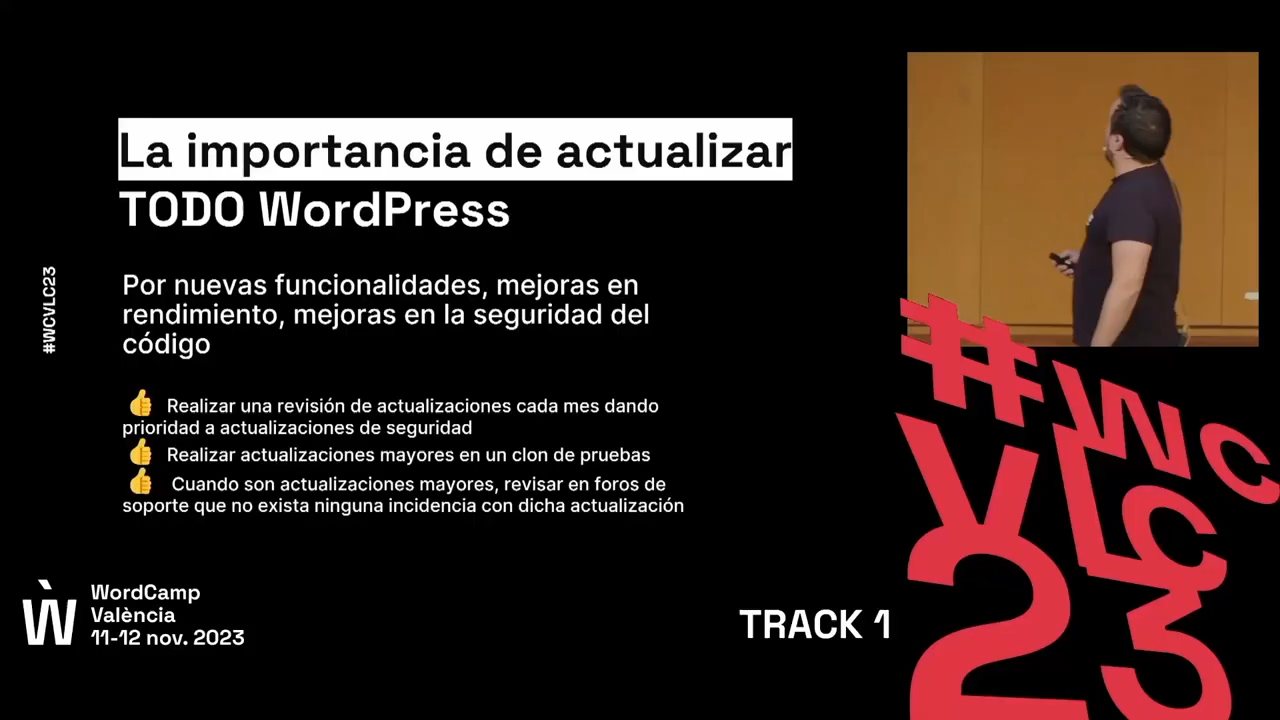 La importancia de actualizar
TODO WordPress
#WCVLC23
Por nuevas funcionalidades, mejoras en
rendimiento, mejoras en la seguridad del
código
👍 Realizar una revisión de actualizaciones cada mes dando
prioridad a actualizaciones de seguridad
👍 Realizar actualizaciones mayores en un clon de pruebas
👍 Cuando son actualizaciones mayores, revisar en foros de
soporte que no exista ninguna incidencia con dicha actualización
Ẁ
WordCamp
València
11-12 nov. 2023
TRACK 1
#WC
VLC
23